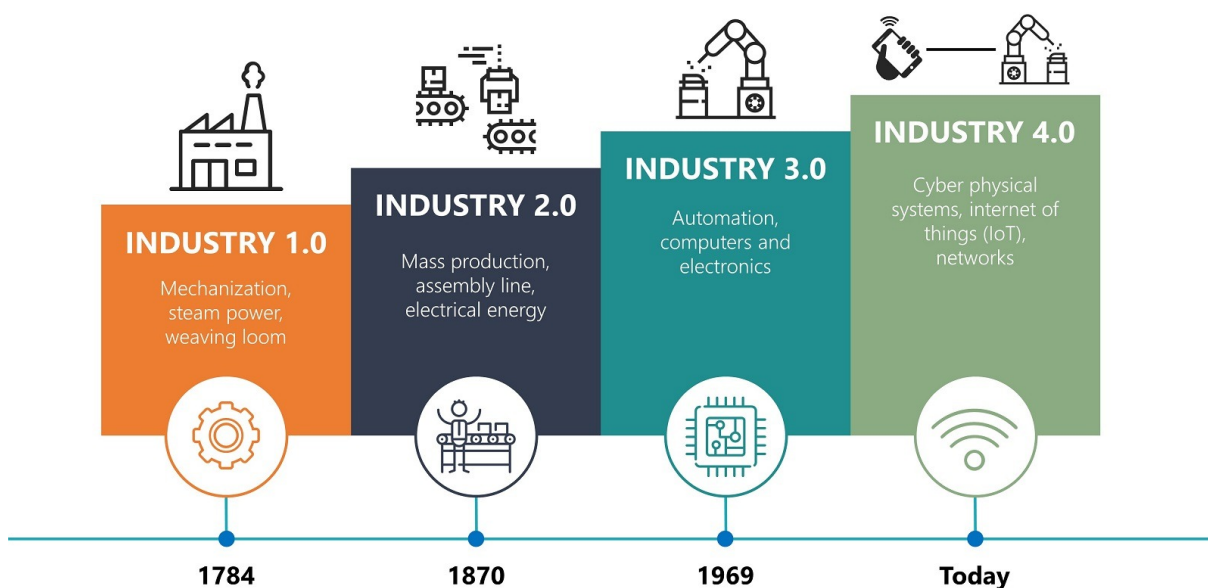 INDUSTRY 1.0
Mechanization,
steam power,
weaving loom
1784
INDUSTRY 2.0
Mass production,
assembly line,
electrical energy
1870
INDUSTRY 3.0
Automation,
computers and
electronics
1969
INDUSTRY 4.0
Cyber physical
systems, internet of
things (IoT),
networks
Today